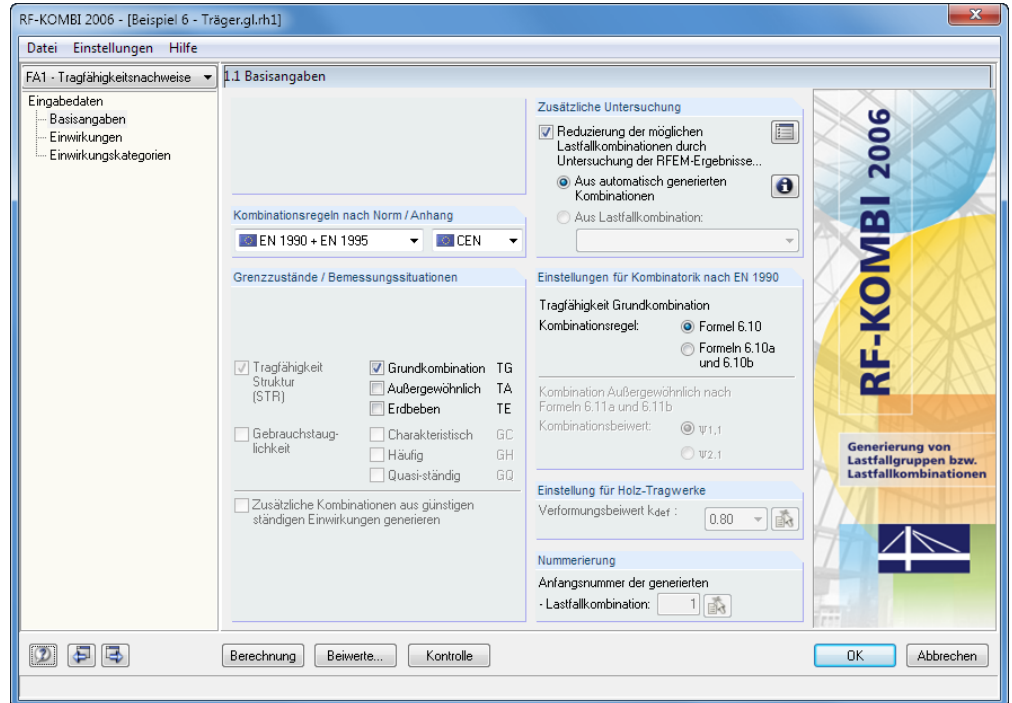 RF-KOMBI 2006 - [Beispiel 6 - Träger.gl.rh1]
Datei Einstellungen Hilfe
FA1 - Tragfähigkeitsnachweise
1.1 Basisangaben
Eingabedaten
Basisangaben
Einwirkungen
Einwirkungskategorien
Kombinationsregeln nach Norm / Anhang
EN 1990 + EN 1995
CEN
Grenzzustände / Bemessungssituationen
Tragfähigkeit
Struktur
(STR)
Grundkombination TG
Außergewöhnlich TA
Erdbeben TE
Gebrauchstaug-
lichkeit
Charakteristisch GC
Häufig GH
Quasi-ständig GQ
Zusätzliche Kombinationen aus günstigen
ständigen Einwirkungen generieren
Zusätzliche Untersuchung
Reduzierung der möglichen
Lastfallkombinationen durch
Untersuchung der RFEM-Ergebnisse...
Aus automatisch generierten
Kombinationen
Aus Lastfallkombination:
Einstellungen für Kombinatorik nach EN 1990
Tragfähigkeit Grundkombination
Kombinationsregel:
Formel 6.10
Formeln 6.10a
und 6.10b
Kombination Außergewöhnlich nach
Formeln 6.11a und 6.11b
Kombinationsbeiwert:
ψ1,1
ψ2,1
Einstellung für Holz-Tragwerke
Verformungsbeiwert kdef :
0.80
Nummerierung
Anfangsnummer der generierten
- Lastfallkombination: 1
RF-KOMBI 2006
Generierung von
Lastfallgruppen bzw.
Lastfallkombinationen
Berechnung
Beiwerte...
Kontrolle
OK
Abbrechen